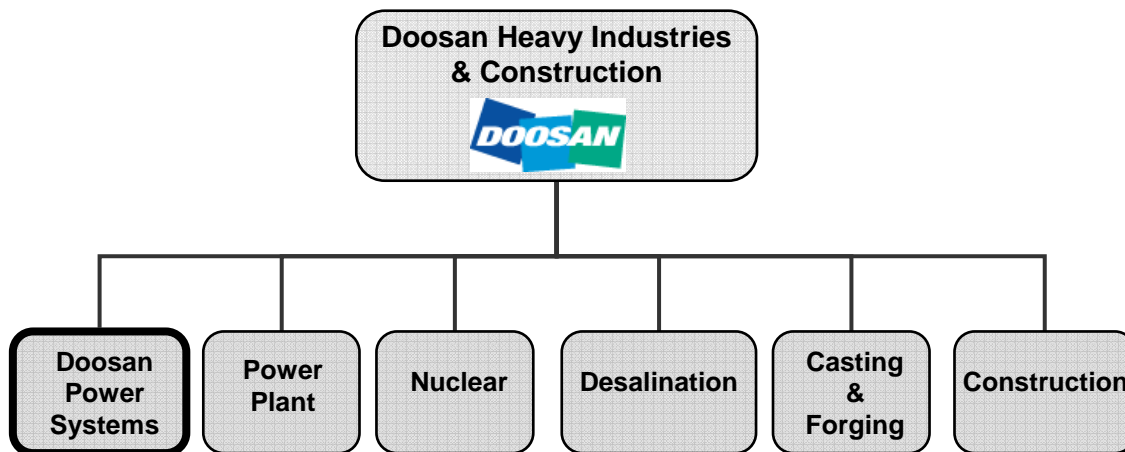 Doosan Heavy Industries
& Construction
DOOSAN
Doosan
Power
Systems
Power
Plant
Nuclear
Desalination
Casting
&
Forging
Construction